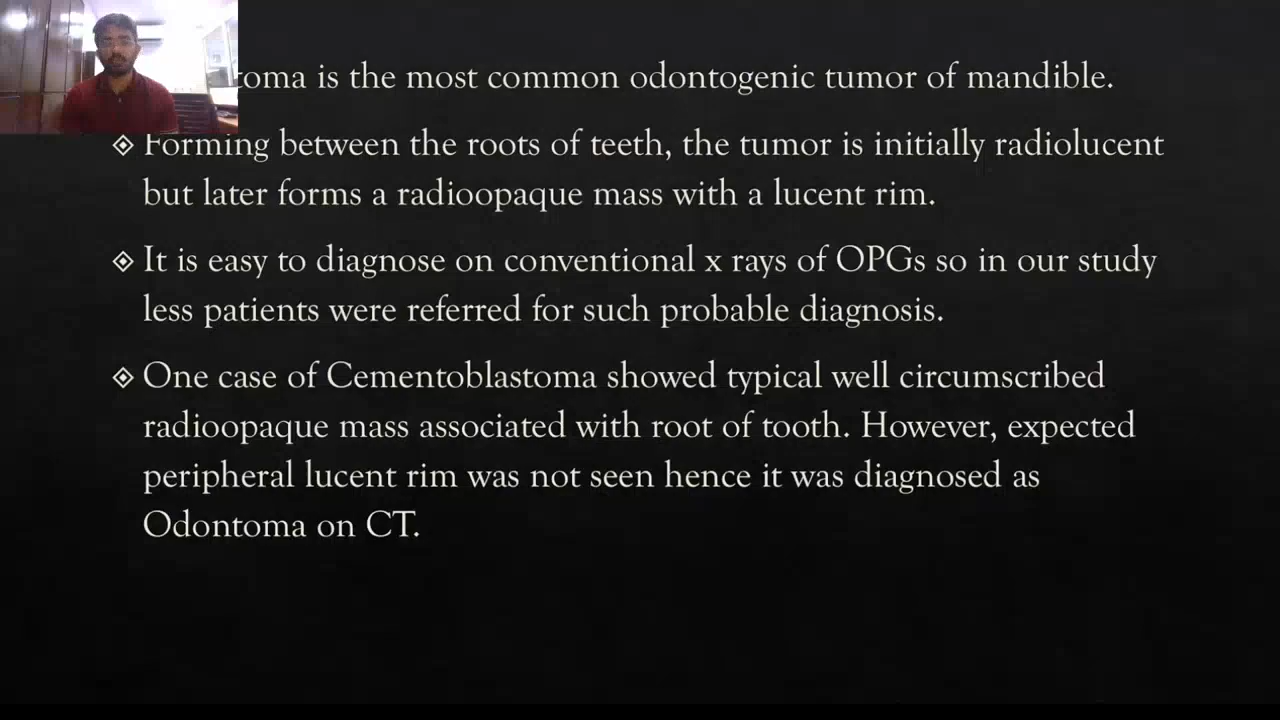 toma is the most common odontogenic tumor of mandible.
Forming between the roots of teeth, the tumor is initially radiolucent
but later forms a radioopaque mass with a lucent rim.
It is easy to diagnose on conventional x rays of OPGs so in our study
less patients were referred for such probable diagnosis.
One case of Cementoblastoma showed typical well circumscribed
radioopaque mass associated with root of tooth. However, expected
peripheral lucent rim was not seen hence it was diagnosed as
Odontoma on CT.